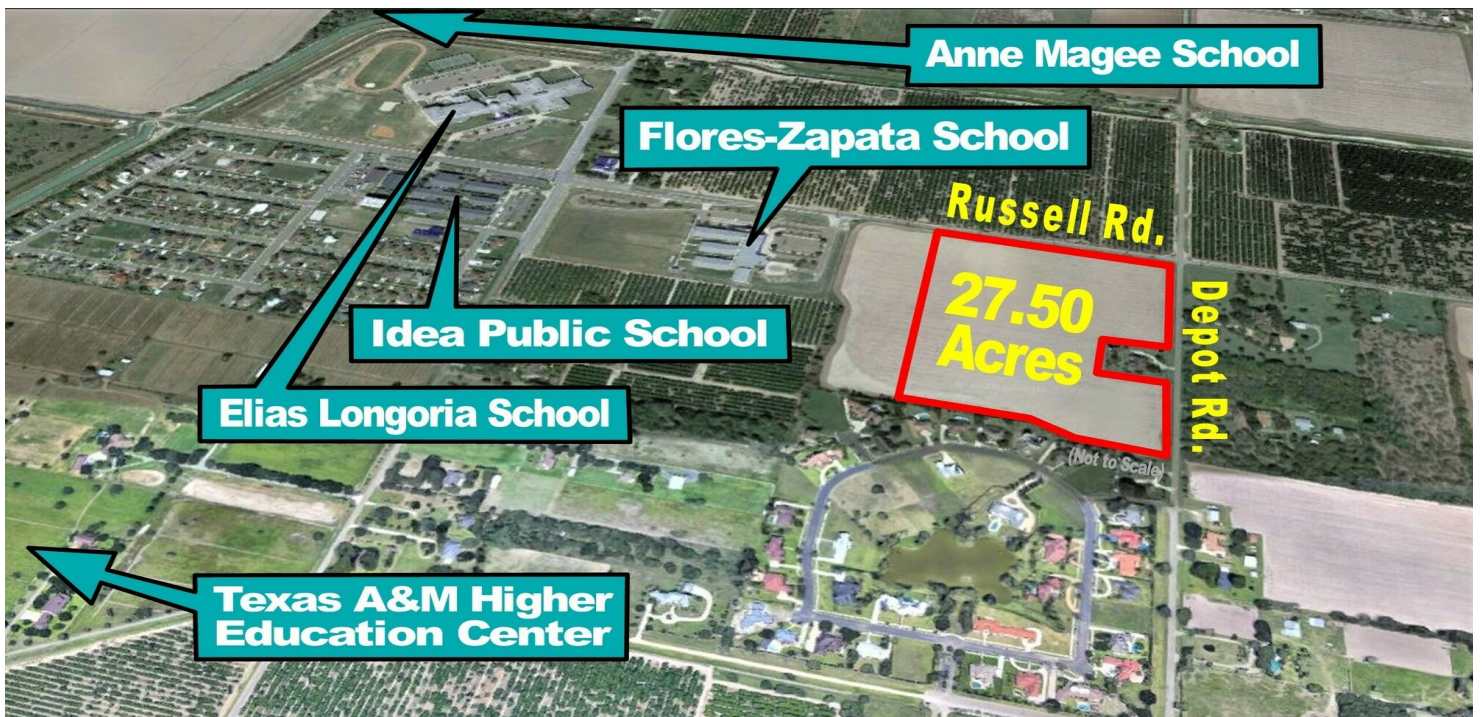 Anne Magee School
Flores-Zapata School
Russell Rd.
27.50
Acres
Depot Rd.
Idea Public School
Elias Longoria School
(Not to Scale)
Texas A&M Higher
Education Center